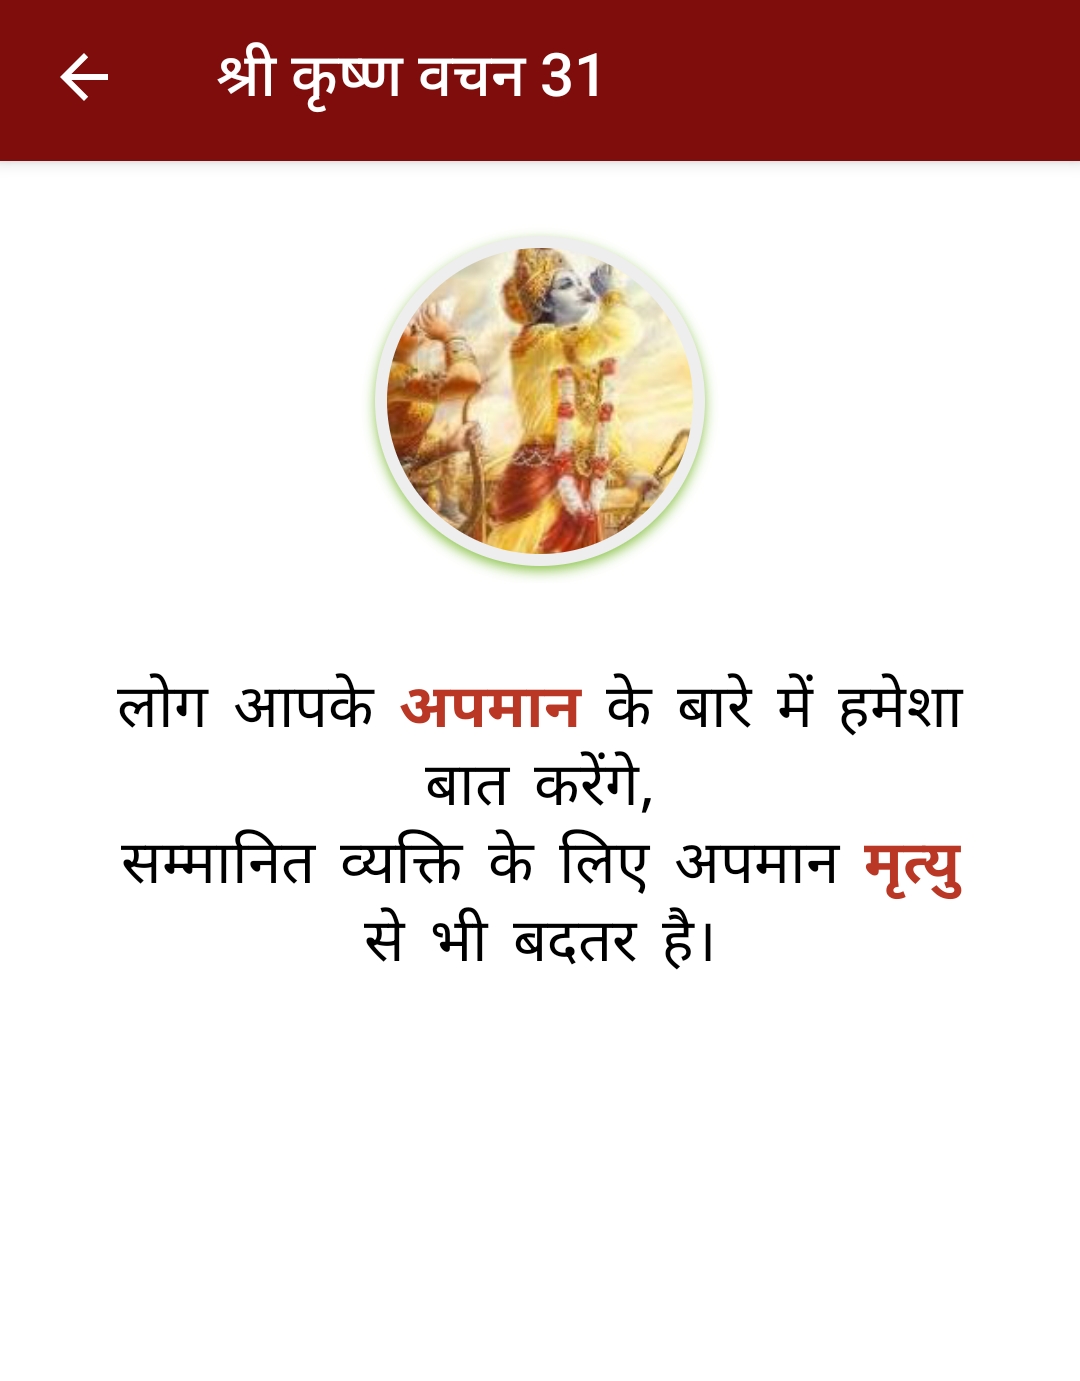 श्री कृष्ण वचन 31
लोग आपके अपमान के बारे में हमेशा
बात करेंगे,
सम्मानित व्यक्ति के लिए अपमान मृत्यु
से भी बदतर है।